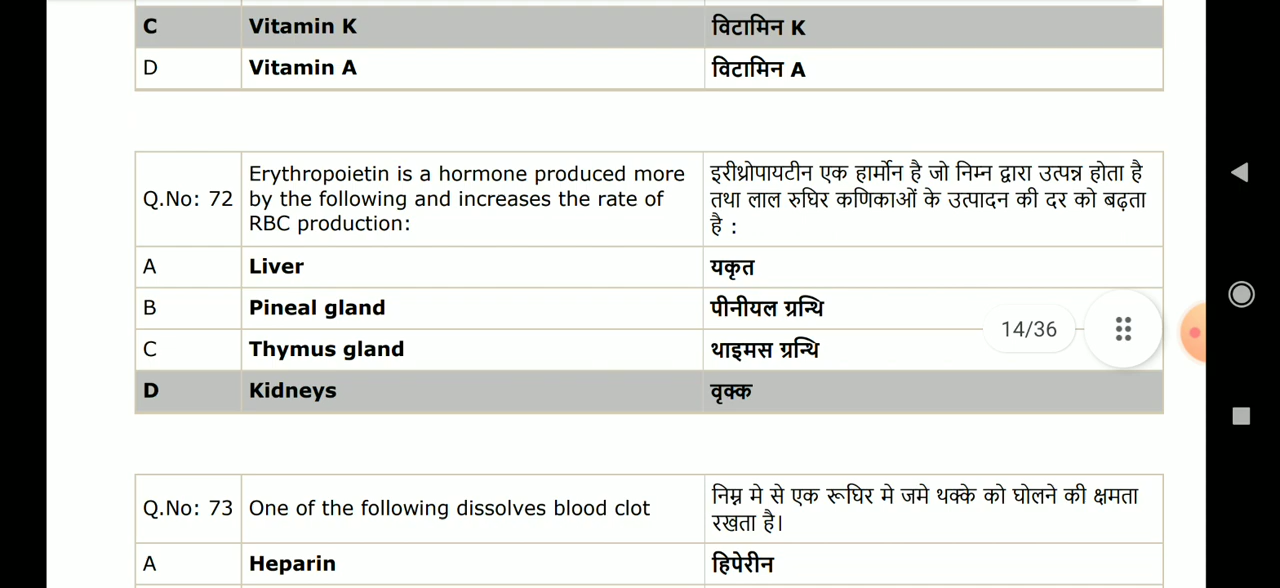 C Vitamin K विटामिन K
D Vitamin A विटामिन A
Q.No: 72 Erythropoietin is a hormone produced more by the following and increases the rate of RBC production: इरीथ्रोपायटीन एक हार्मोन है जो निम्न द्वारा उत्पन्न होता है तथा लाल रुघिर कणिकाओं के उत्पादन की दर को बढ़ता है :
A Liver यकृत
B Pineal gland पीनीयल ग्रन्थि
C Thymus gland थाइमस ग्रन्थि
14/36
D Kidneys वृक्क
Q.No: 73 One of the following dissolves blood clot निम्न मे से एक रूघिर मे जमे थक्के को घोलने की क्षमता रखता है।
A Heparin हिपेरीन